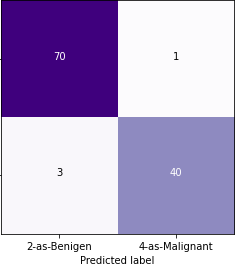 70 1
3 40
2-as-Benigen 4-as-Malignant
Predicted label